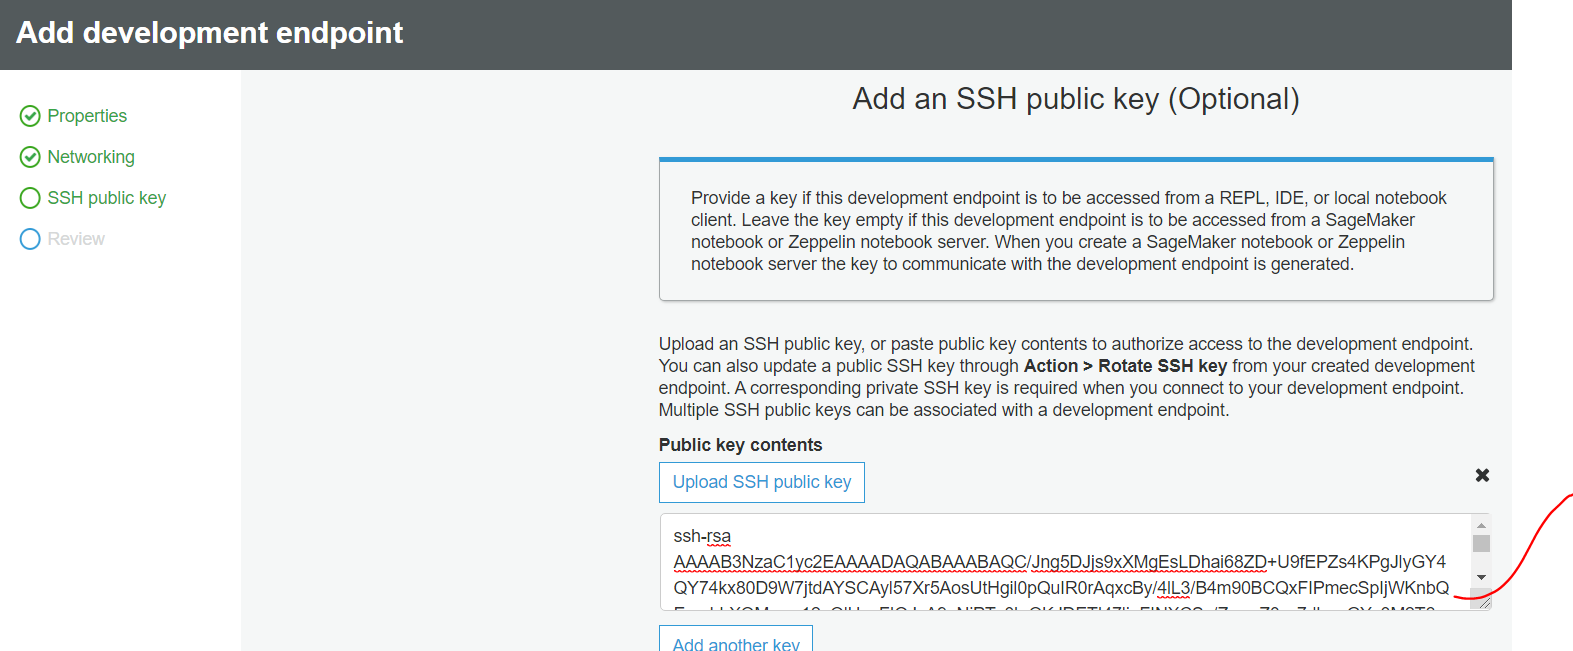 Add development endpoint
Properties
Networking
SSH public key
Review
Add an SSH public key (Optional)
Provide a key if this development endpoint is to be accessed from a REPL, IDE, or local notebook
client. Leave the key empty if this development endpoint is to be accessed from a SageMaker
notebook or Zeppelin notebook server. When you create a SageMaker notebook or Zeppelin
notebook server the key to communicate with the development endpoint is generated.
Upload an SSH public key, or paste public key contents to authorize access to the development endpoint.
You can also update a public SSH key through Action > Rotate SSH key from your created development
endpoint. A corresponding private SSH key is required when you connect to your development endpoint.
Multiple SSH public keys can be associated with a development endpoint.
Public key contents
Upload SSH public key
ssh-rsa
AAAAB3NzaC1yc2EAAAADAQABAAABAQC/Jng5DJjs9xXMgEsLDhai68ZD+U9fEPZs4KPgJlyGY4
QY74kx80D9W7jtdAYSCAyl57Xr5AosUtHgil0pQuIR0rAqxcBy/4lL3/B4m90BCQxFIPmecSpIjWKnbQ
Add another key